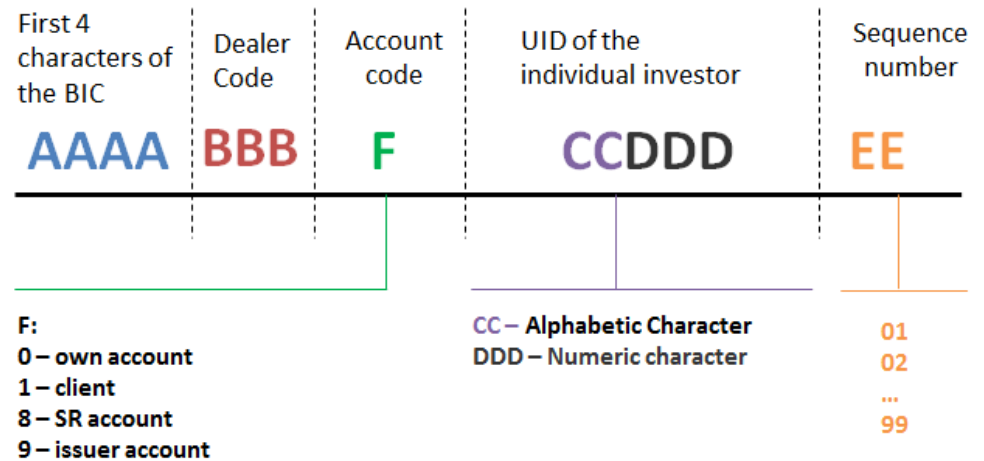 First 4
characters of
the BIC
Dealer
Code
Account
code
UID of the
individual investor
Sequence
number
AAAA BBB F CCDDD EE
F:
0 – own account
1 – client
8 – SR account
9 – issuer account
CC – Alphabetic Character
DDD – Numeric character
01
02
...
99